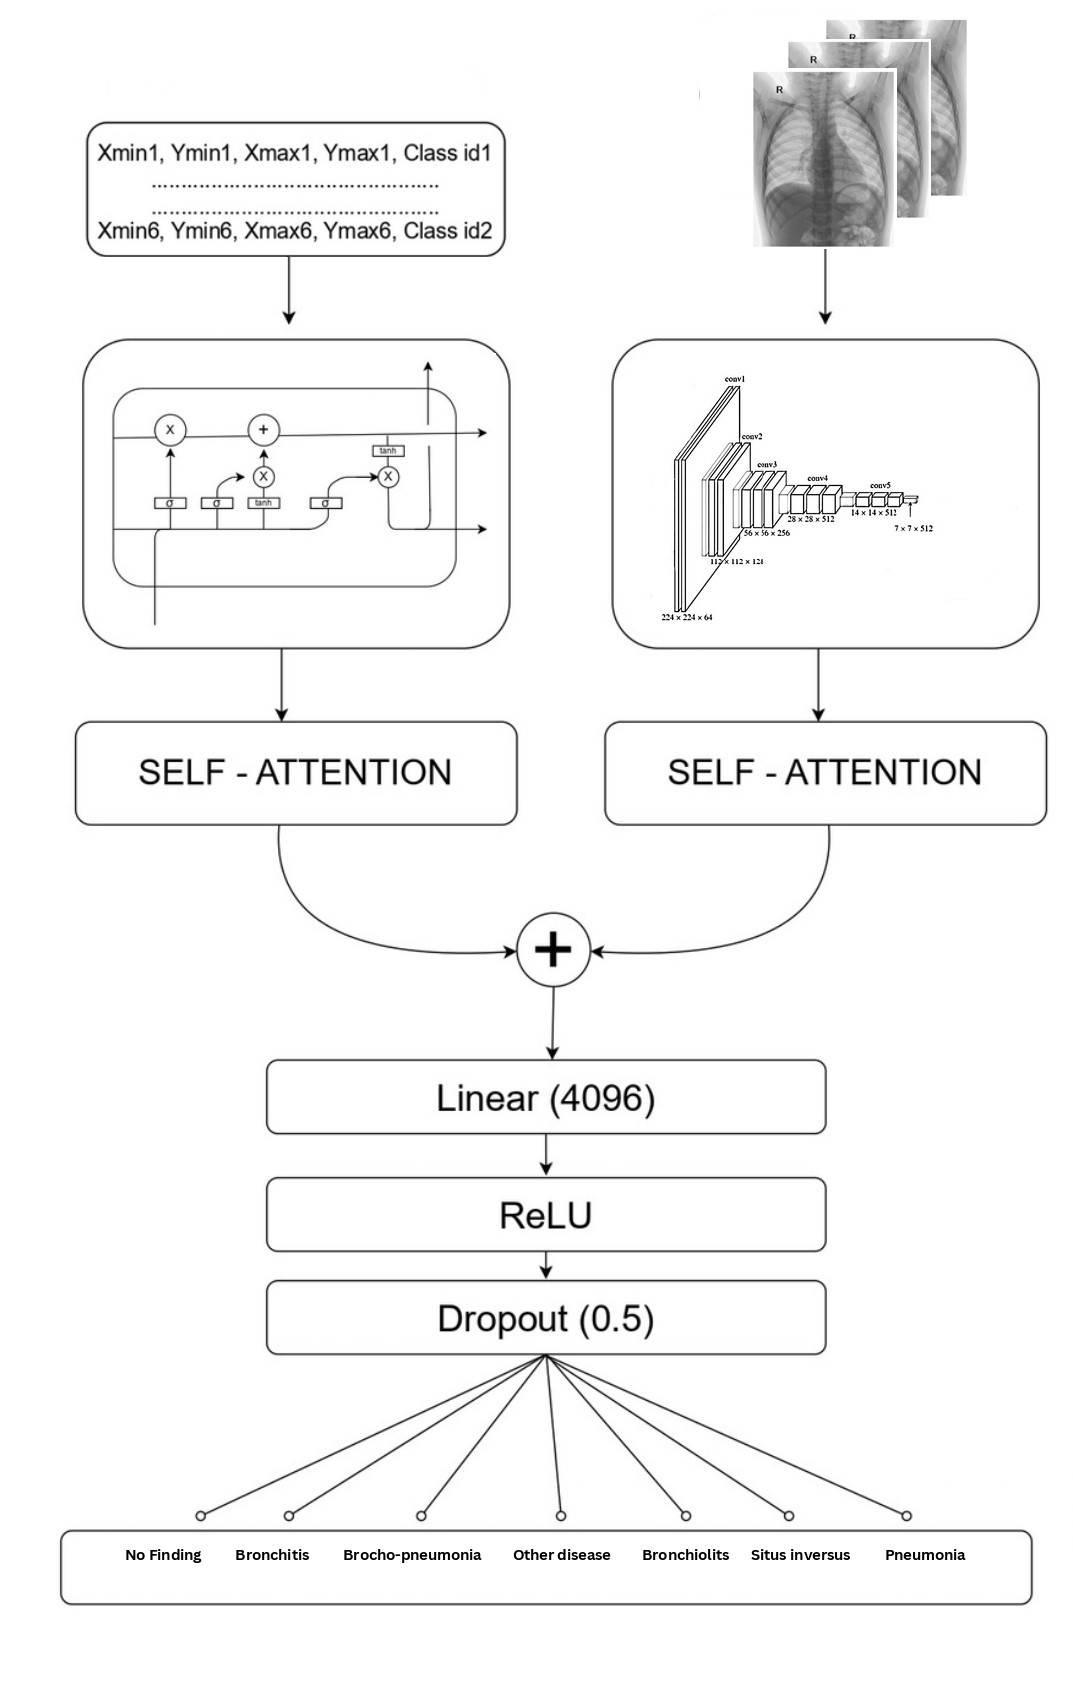 R
R
R
Xmin1, Ymin1, Xmax1, Ymax1, Class id1
................................................
................................................
Xmin6, Ymin6, Xmax6, Ymax6, Class id2
X
+
tanh
X
X
σ
σ
tanh
σ
conv1
conv2
conv3
conv4
conv5
28 × 28 × 512
14 × 14 × 512
7 × 7 × 512
56 × 56 × 256
112 × 112 × 128
224 × 224 × 64
SELF - ATTENTION
SELF - ATTENTION
+
Linear (4096)
ReLU
Dropout (0.5)
No Finding Bronchitis Brocho-pneumonia Other disease Bronchiolits Situs inversus Pneumonia